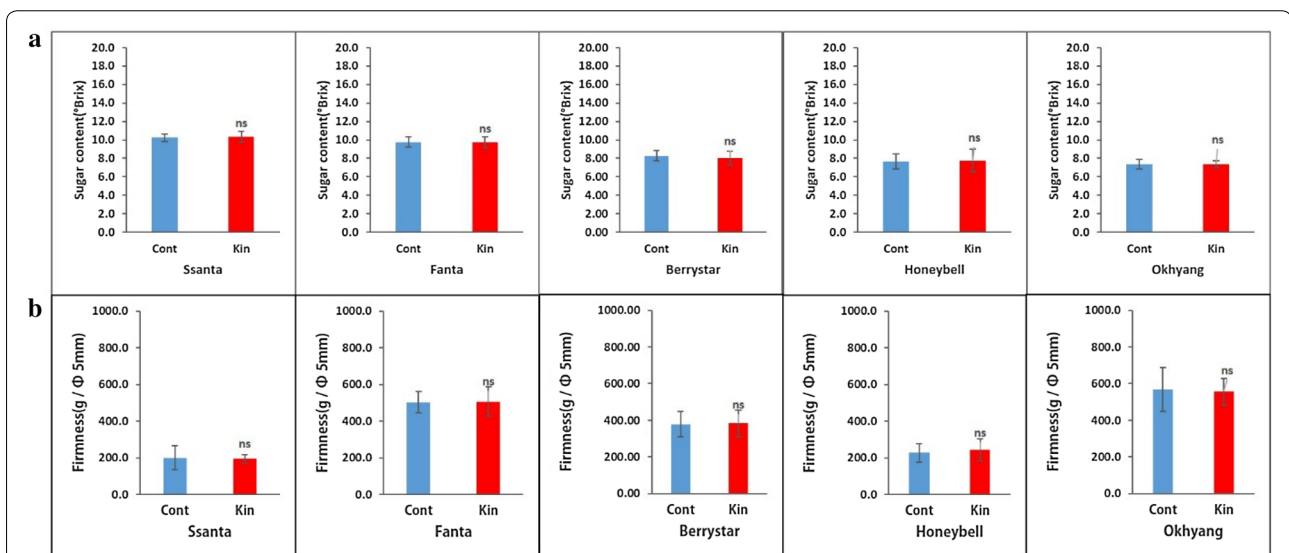 a
Sugar content(°Brix)
20.0
18.0
16.0
14.0
12.0
10.0
8.0
6.0
4.0
2.0
0.0
ns
Cont Kin
Ssanta
Sugar content(°Brix)
20.0
18.0
16.0
14.0
12.0
10.0
8.0
6.0
4.0
2.0
0.0
ns
Cont Kin
Fanta
Sugar content(°Brix)
20.00
18.00
16.00
14.00
12.00
10.00
8.00
6.00
4.00
2.00
0.00
ns
Cont Kin
Berrystar
Sugar content(°Brix)
20.0
18.0
16.0
14.0
12.0
10.0
8.0
6.0
4.0
2.0
0.0
ns
Cont Kin
Honeybell
Sugar content(°Brix)
20.0
18.0
16.0
14.0
12.0
10.0
8.0
6.0
4.0
2.0
0.0
ns
Cont Kin
Okhyang
b
Firmness(g / Φ 5mm)
1000.0
800.0
600.0
400.0
200.0
0.0
ns
Cont Kin
Ssanta
Firmness(g / Φ 5mm)
1000.0
800.0
600.0
400.0
200.0
0.0
ns
Cont Kin
Fanta
Firmness(g / Φ 5mm)
1000.00
800.00
600.00
400.00
200.00
0.00
ns
Cont Kin
Berrystar
Firmness(g / Φ 5mm)
1000.0
800.0
600.0
400.0
200.0
0.0
ns
Cont Kin
Honeybell
Firmness(g / Φ 5mm)
1000.0
800.0
600.0
400.0
200.0
0.0
ns
Cont Kin
Okhyang